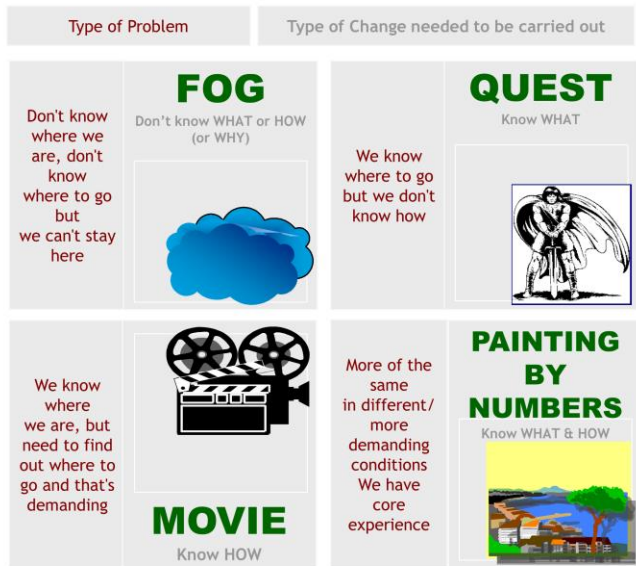 Type of Problem
Type of Change needed to be carried out
Don't know
where we
are, don't
know
where to go
but
we can't stay
here
FOG
Don't know WHAT or HOW
(or WHY)
We know
where to go
but we don't
know how
QUEST
Know WHAT
We know
where
we are, but
need to find
out where to
go and that's
demanding
MOVIE
Know HOW
More of the
same
in different/
more
demanding
conditions
We have
core
experience
PAINTING
BY
NUMBERS
Know WHAT & HOW